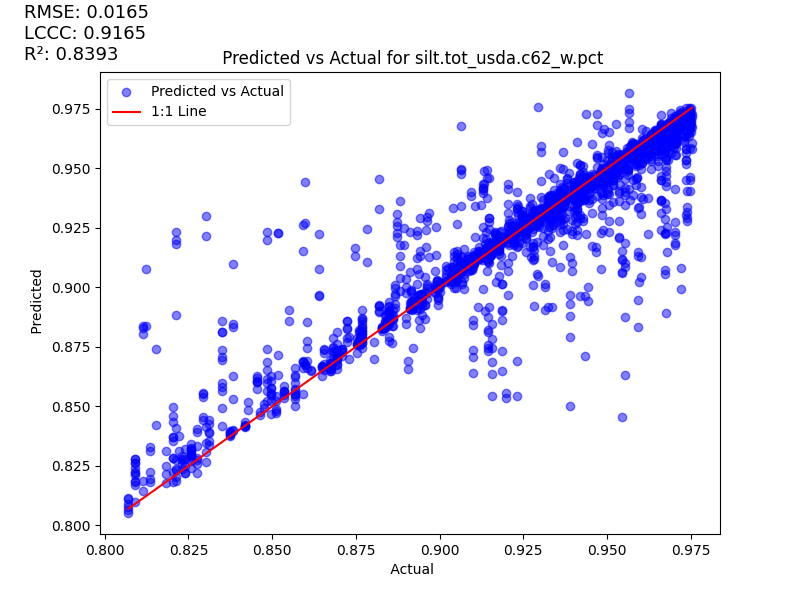 RMSE: 0.0165
LCCC: 0.9165
R²: 0.8393
Predicted vs Actual for silt.tot_usda.c62_w.pct
Predicted vs Actual
1:1 Line
0.975
0.950
0.925
0.900
0.875
0.850
0.825
0.800
Predicted
0.800 0.825 0.850 0.875 0.900 0.925 0.950 0.975
Actual